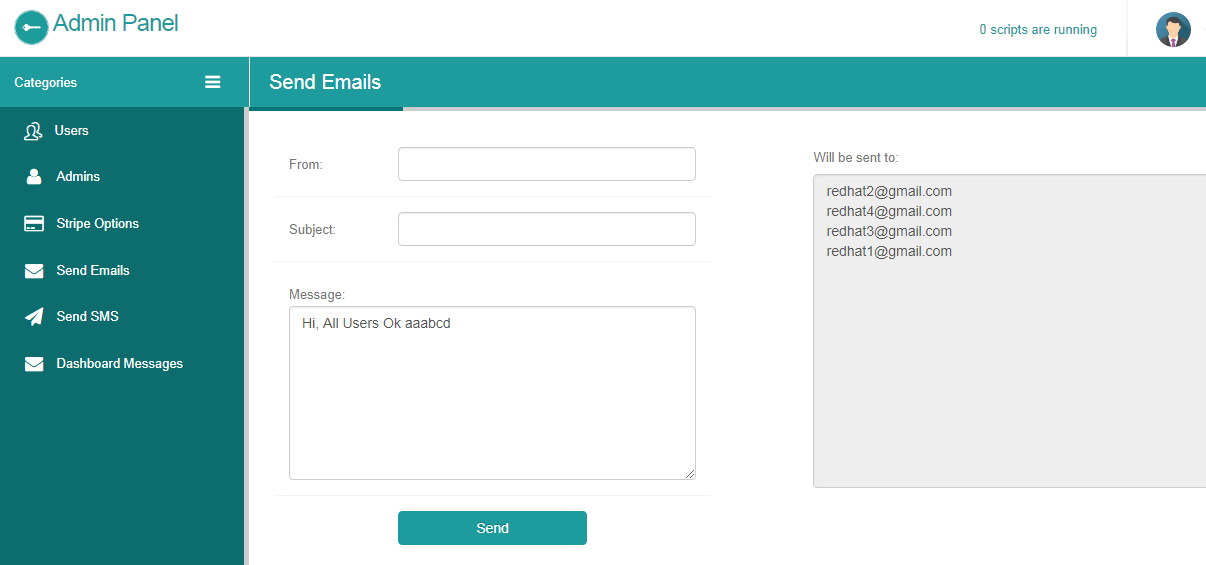 Admin Panel
0 scripts are running
Categories
Send Emails
Users
Admins
Stripe Options
Send Emails
Send SMS
Dashboard Messages
From:
Subject:
Message:
Hi, All Users Ok aaabcd
Send
Will be sent to:
redhat2@gmail.com
redhat4@gmail.com
redhat3@gmail.com
redhat1@gmail.com